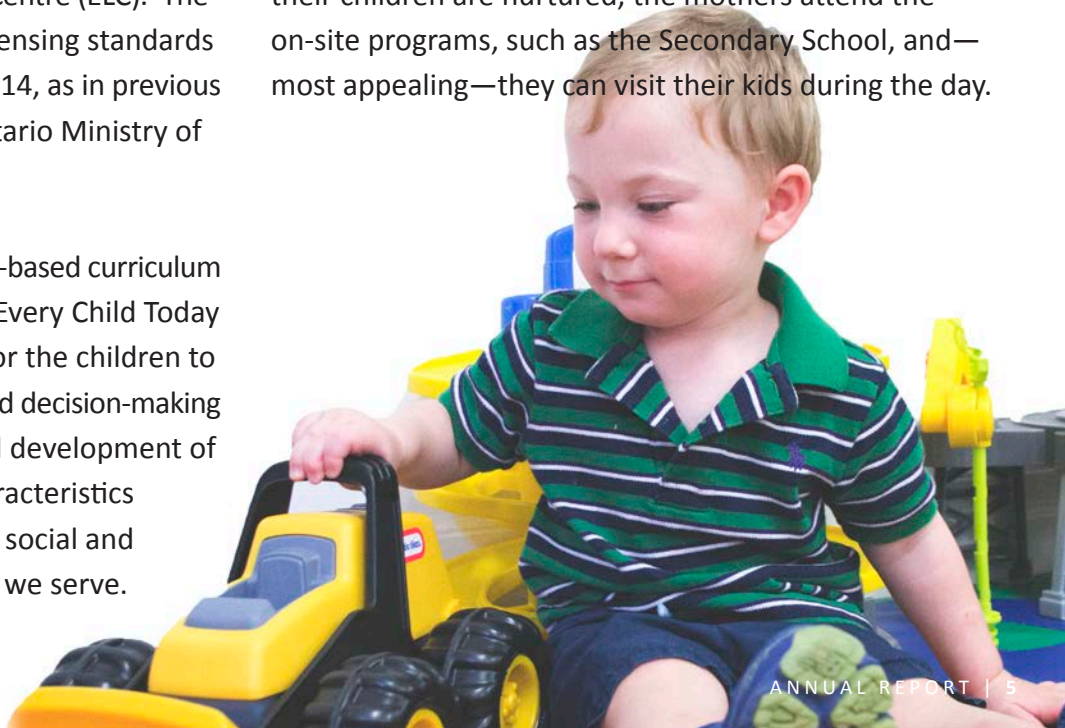 centre (ELC). The
ensing standards
14, as in previous
tario Ministry of
-based curriculum
Every Child Today
or the children to
d decision-making
l development of
racteristics
social and
we serve.
their children are nurtured, the mothers attend the
on-site programs, such as the Secondary School, and—
most appealing—they can visit their kids during the day.
ANNUAL REPORT | 5